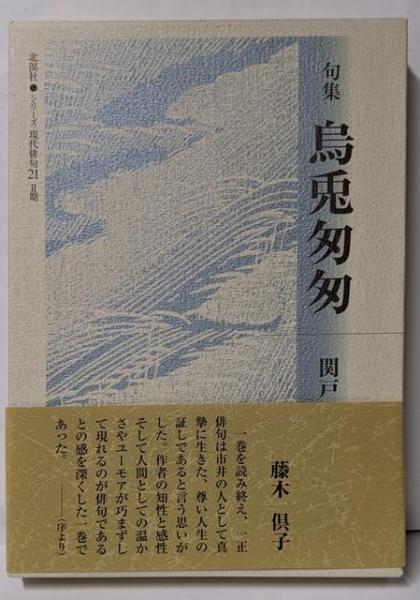 句集
烏兎匆匆
関戸
北溟社●シリーズ現代俳句21 Ⅱ期
藤木倶子
一巻を読み終え、一正
俳句は市井の人として真
摯に生きた、尊い人生の
証しであると言う思いが
した。作者の知性と感性
そして人間としての温か
さやユーモアが巧まずし
て現れるのが俳句である
との感を深くした一巻で
あった。
――(序より)